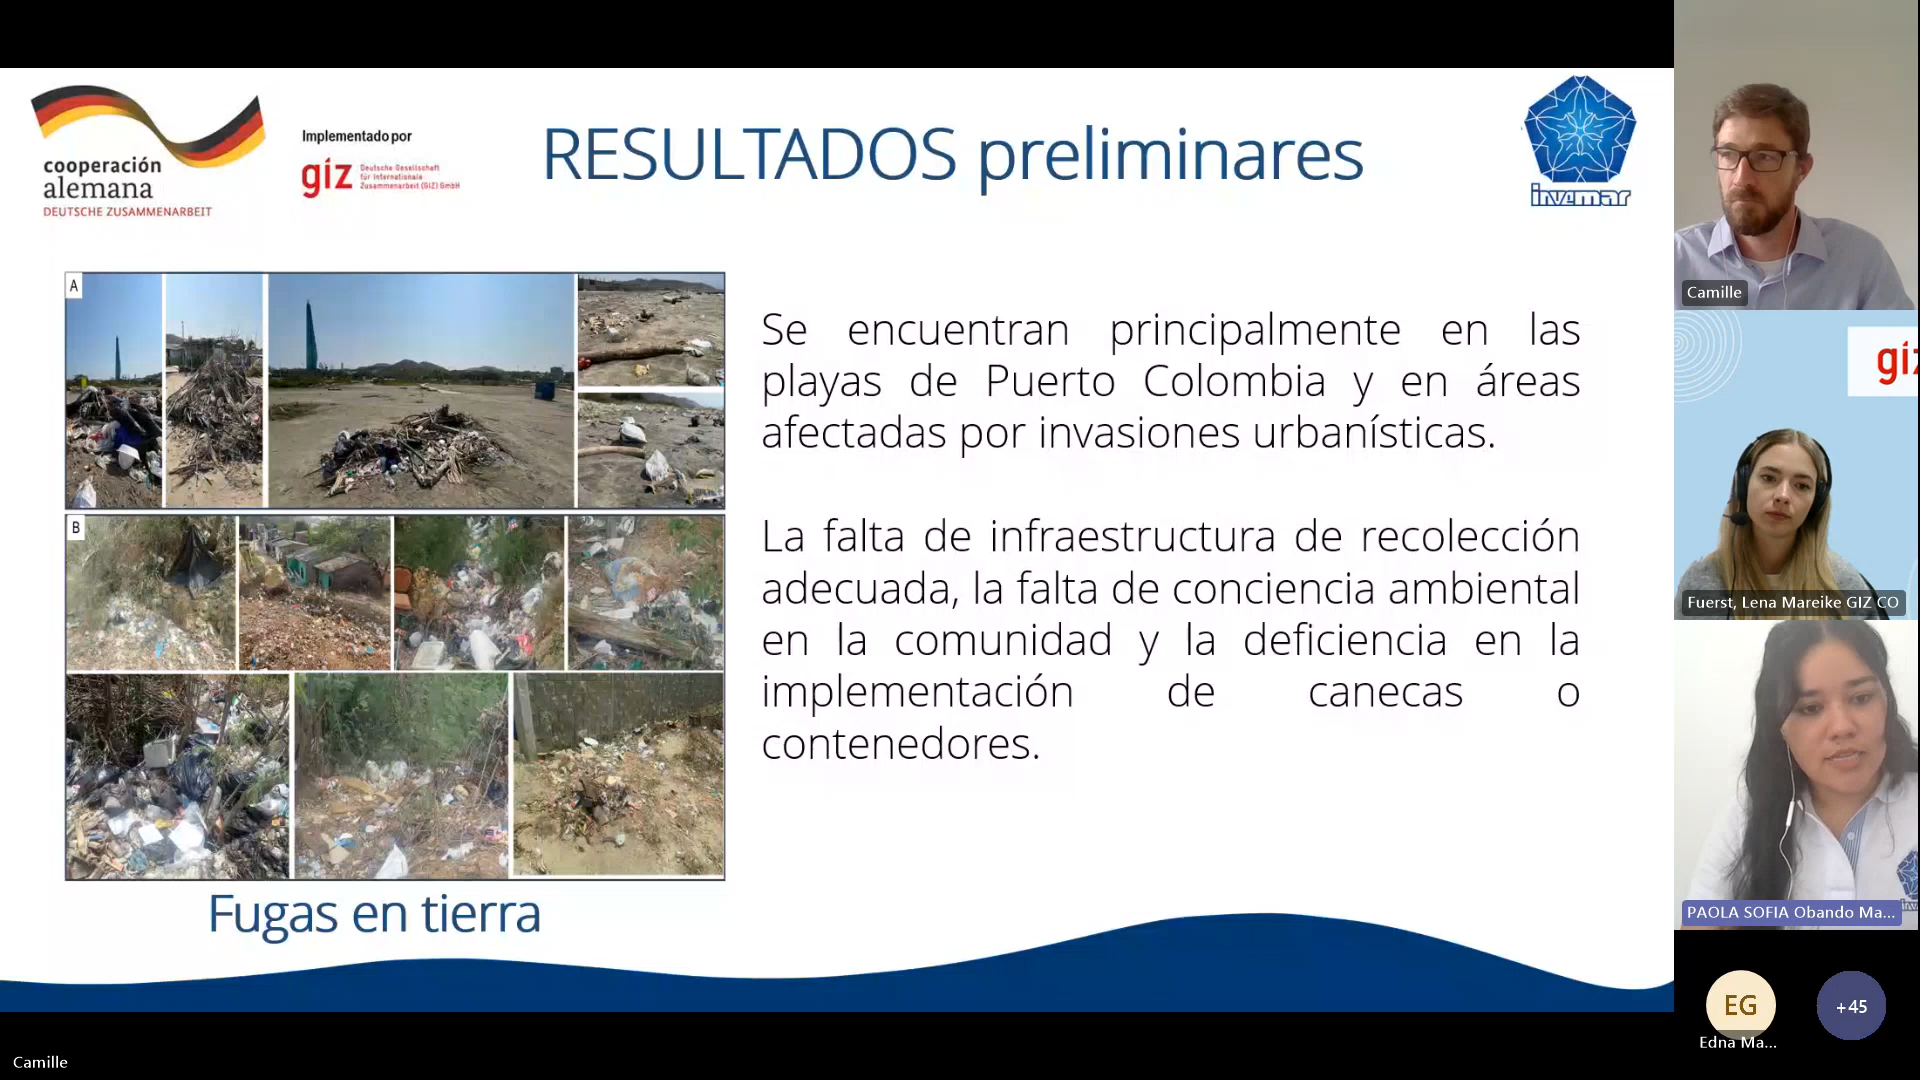 cooperación
alemana
DEUTSCHE ZUSAMMENARBEIT
Implementado por
giz
Deutsche Gesellschaft
für Internationale
Zusammenarbeit (GIZ) GmbH
RESULTADOS preliminares
invemar
A
B
Fugas en tierra
Se encuentran principalmente en las
playas de Puerto Colombia y en áreas
afectadas por invasiones urbanísticas.
La falta de infraestructura de recolección
adecuada, la falta de conciencia ambiental
en la comunidad y la deficiencia en la
implementación de canecas o
contenedores.
Camille
giz
Fuerst, Lena Mareike GIZ CO
PAOLA SOFIA Obando Ma...
EG
Edna Ma...
+45
Camille